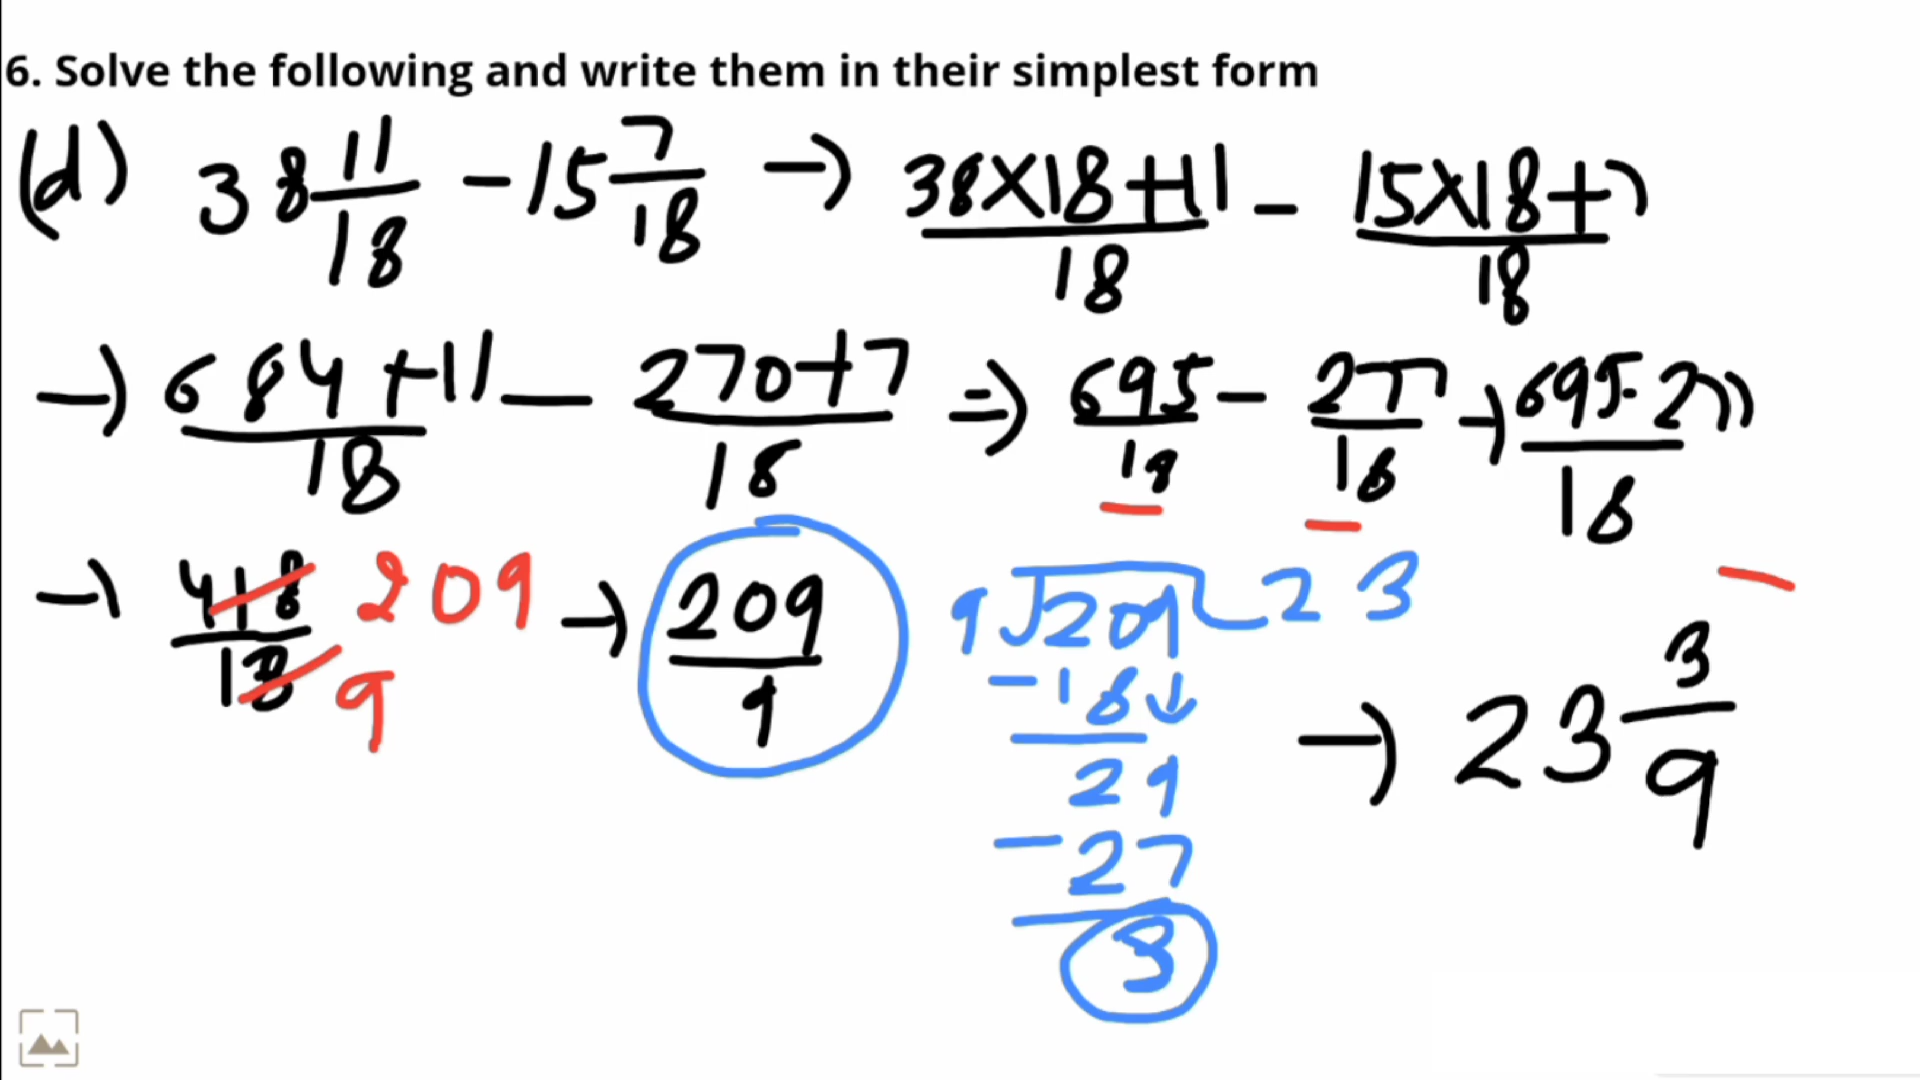 6. Solve the following and write them in their simplest form
(d) 38 11/18 - 15 7/18 → 38×18+11/18 - 15×18+7/18
→ 684+11/18 - 270+7/18 ⇒ 695/18 - 277/18 → 695-277/18
→ 418/18 209/9 → 209/9
9√209 23
-18↓
29
-27
3
→ 23 3/9